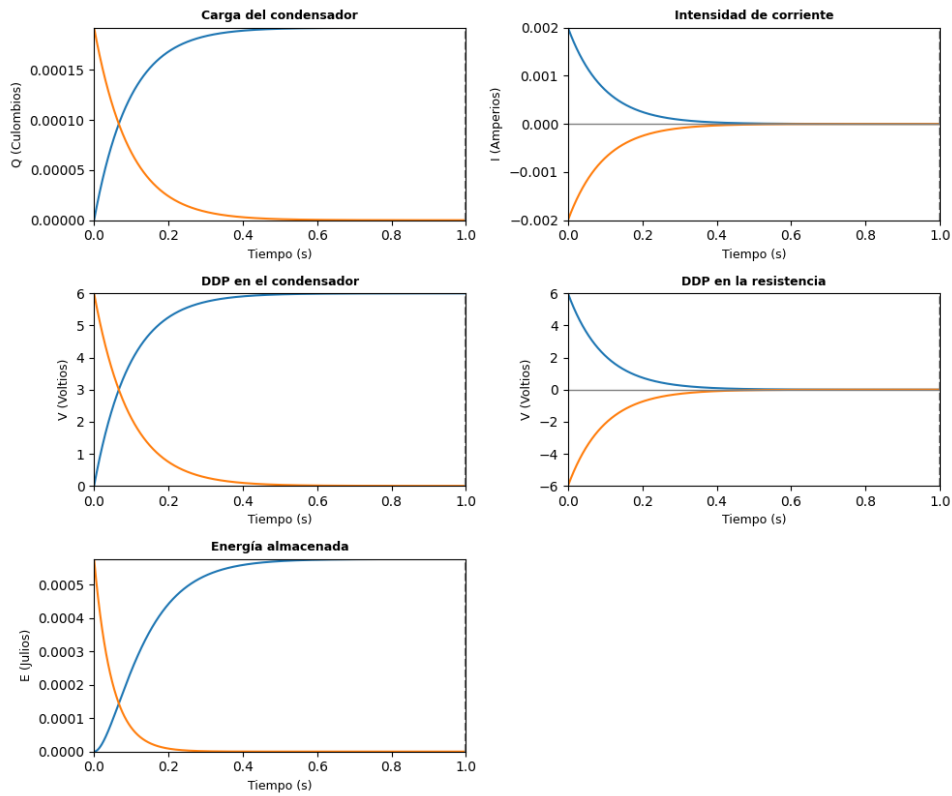 Carga del condensador
Q (Culombios)
0.00015
0.00010
0.00005
0.00000
0.0 0.2 0.4 0.6 0.8 1.0
Tiempo (s)
Intensidad de corriente
I (Amperios)
0.002
0.001
0.000
−0.001
−0.002
0.0 0.2 0.4 0.6 0.8 1.0
Tiempo (s)
DDP en el condensador
V (Voltios)
6
5
4
3
2
1
0
0.0 0.2 0.4 0.6 0.8 1.0
Tiempo (s)
DDP en la resistencia
V (Voltios)
6
4
2
0
−2
−4
−6
0.0 0.2 0.4 0.6 0.8 1.0
Tiempo (s)
Energía almacenada
E (Julios)
0.0005
0.0004
0.0003
0.0002
0.0001
0.0000
0.0 0.2 0.4 0.6 0.8 1.0
Tiempo (s)